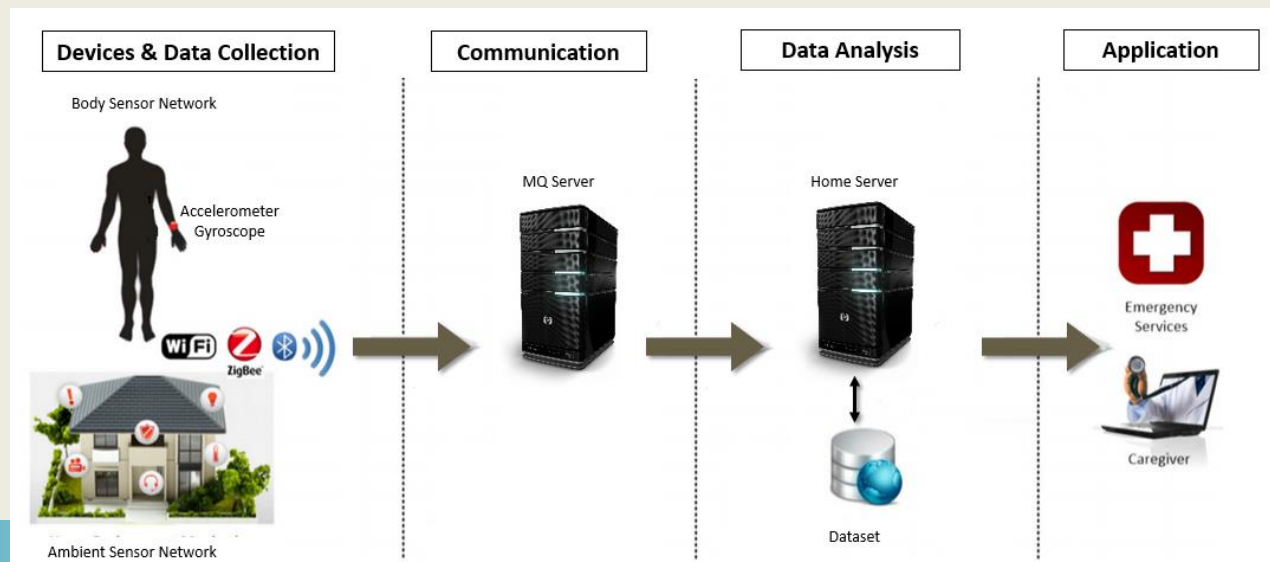 Devices & Data Collection
Communication
Data Analysis
Application
Body Sensor Network
Accelerometer
Gyroscope
WiFi
ZigBee
Ambient Sensor Network
MQ Server
Home Server
Dataset
Emergency
Services
Caregiver